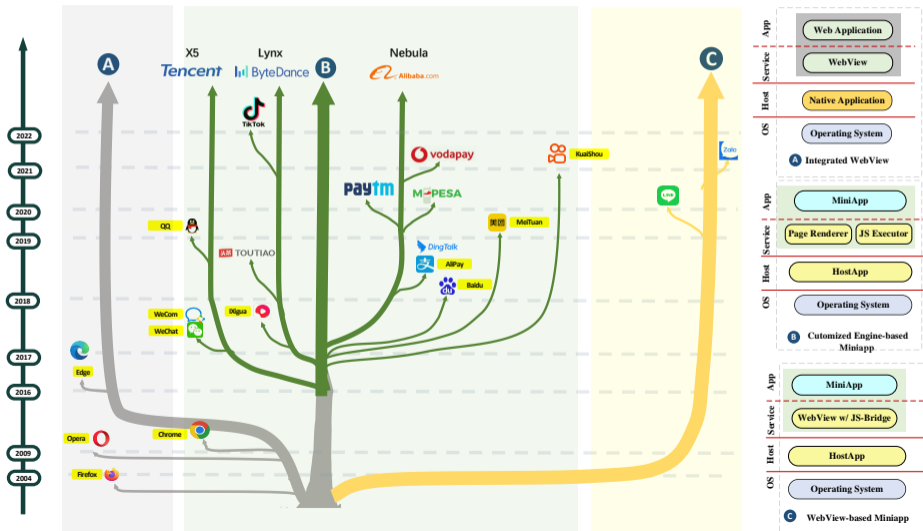 A
X5
Tencent
Lynx
ByteDance
B
Nebula
Alibaba.com
C
TikTok
2022
2021
2020
2019
2018
2017
2016
2009
2004
vodapay
KuaiShou
Zalo
paytm
M-PESA
LINE
QQ
MeiTuan
TOUTIAO
DingTalk
AliPay
Baidu
du
WeCom
WeChat
IXigua
Edge
Opera
Chrome
Firefox
App
Web Application
Service
WebView
Host
Native Application
OS
Operating System
A Integrated WebView
App
MiniApp
Service
Page Renderer
JS Executor
Host
HostApp
OS
Operating System
B Cutomized Engine-based
Miniapp
App
MiniApp
Service
WebView w/ JS-Bridge
Host
HostApp
OS
Operating System
C WebView-based Miniapp